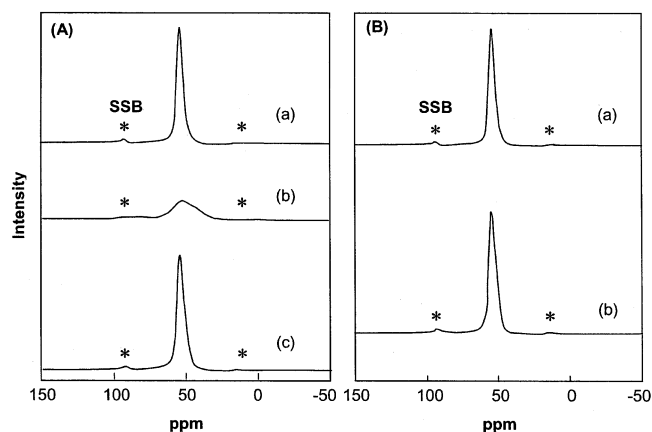 (A)
SSB
*
*
(a)
*
*
(b)
*
*
(c)
150 100 50 0 -50
ppm
Intensity
(B)
SSB
*
*
(a)
*
*
(b)
150 100 50 0 -50
ppm